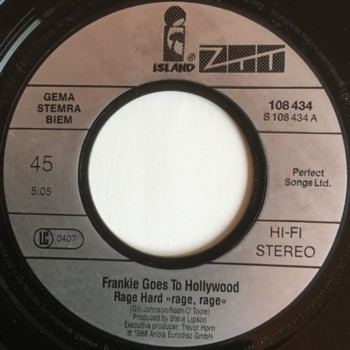 ISLAND® ZTT
GEMA
STEMRA
BIEM
108 434
S 108 434 A
45
5:05
Perfect
Songs Ltd.
LC 0407
HI-FI
STEREO
Frankie Goes To Hollywood
Rage Hard »rage, rage«
(Gill/Johnson/Nash/O'Toole)
Produced by Steve Lipson
Executive producer: Trevor Horn
℗ 1986 Ariola Eurodisc GmbH